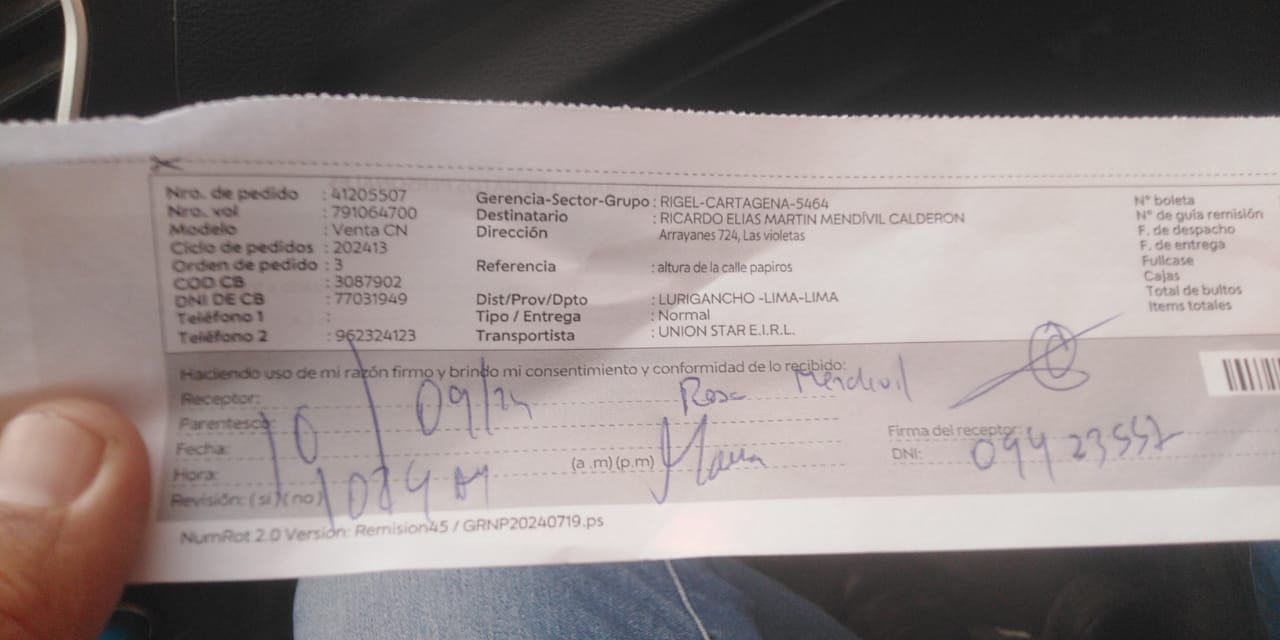 Nro. de pedido : 41205507
Nro. vol : 791064700
Modelo : Venta CN
Ciclo de pedidos : 202413
Orden de pedido : 3
COD CB : 3087902
DNI DE CB : 77031949
Teléfono 1 :
Teléfono 2 : 962324123
Gerencia-Sector-Grupo : RIGEL-CARTAGENA-5464
Destinatario : RICARDO ELIAS MARTIN MENDÍVIL CALDERON
Dirección Arrayanes 724, Las violetas
Referencia : altura de la calle papiros
Dist/Prov/Dpto : LURIGANCHO -LIMA-LIMA
Tipo / Entrega : Normal
Transportista : UNION STAR E.I.R.L.
N° boleta
N° de guia remisión
F. de despacho
F. de entrega
Fullcase
Cajas
Total de bultos
Items totales
Haciendo uso de mi razón firmo y brindo mi consentimiento y conformidad de lo recibido:
Receptor: Rosa Mendivil
Parentesco:
Fecha: 10/09/24
Hora: (a.m)(p.m)
Revisión: (si)(no)
Firma del receptor:
DNI: 09423557
NumRot 2.0 Version: Remision45 / GRNP20240719.ps